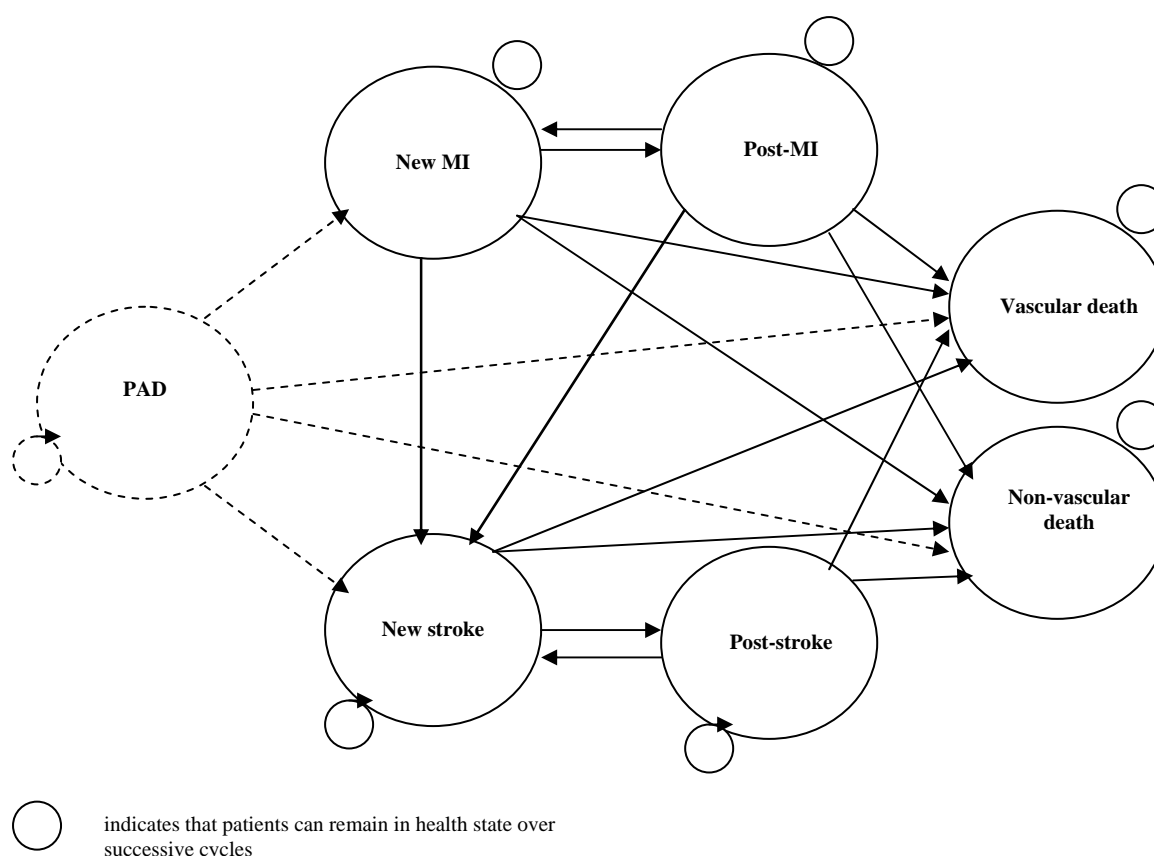 New MI
Post-MI
Vascular death
PAD
Non-vascular
death
New stroke
Post-stroke
indicates that patients can remain in health state over
successive cycles